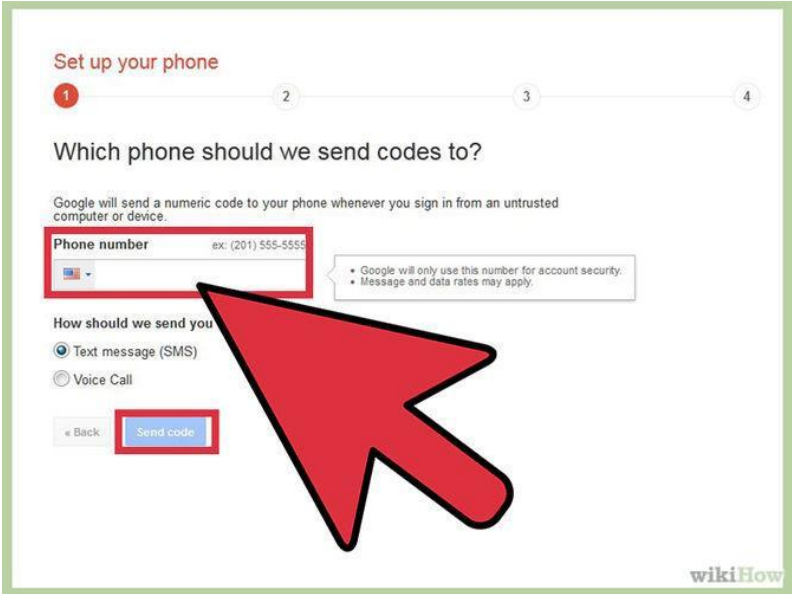 Set up your phone
1 2 3 4
Which phone should we send codes to?
Google will send a numeric code to your phone whenever you sign in from an untrusted
computer or device.
Phone number ex: (201) 555-5555
• Google will only use this number for account security.
• Message and data rates may apply.
How should we send you
Text message (SMS)
Voice Call
« Back Send code
wikiHow